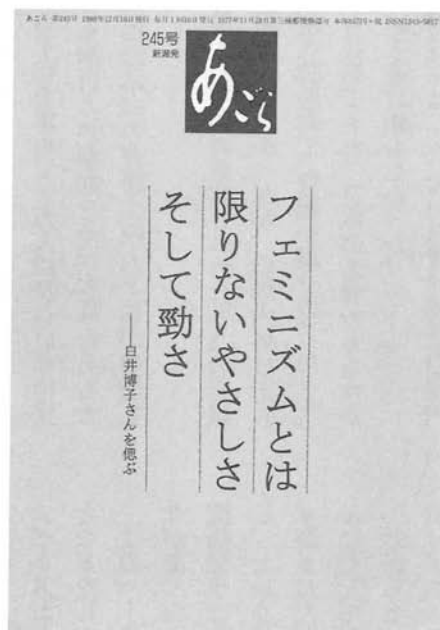 245号
新潟発
あごら
フェミニズムとは
限りないやさしさ
そして勁さ
——臼井博子さんを偲ぶ